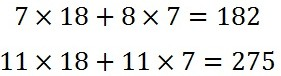 7 × 18 + 8 × 7 = 182
11 × 18 + 11 × 7 = 275